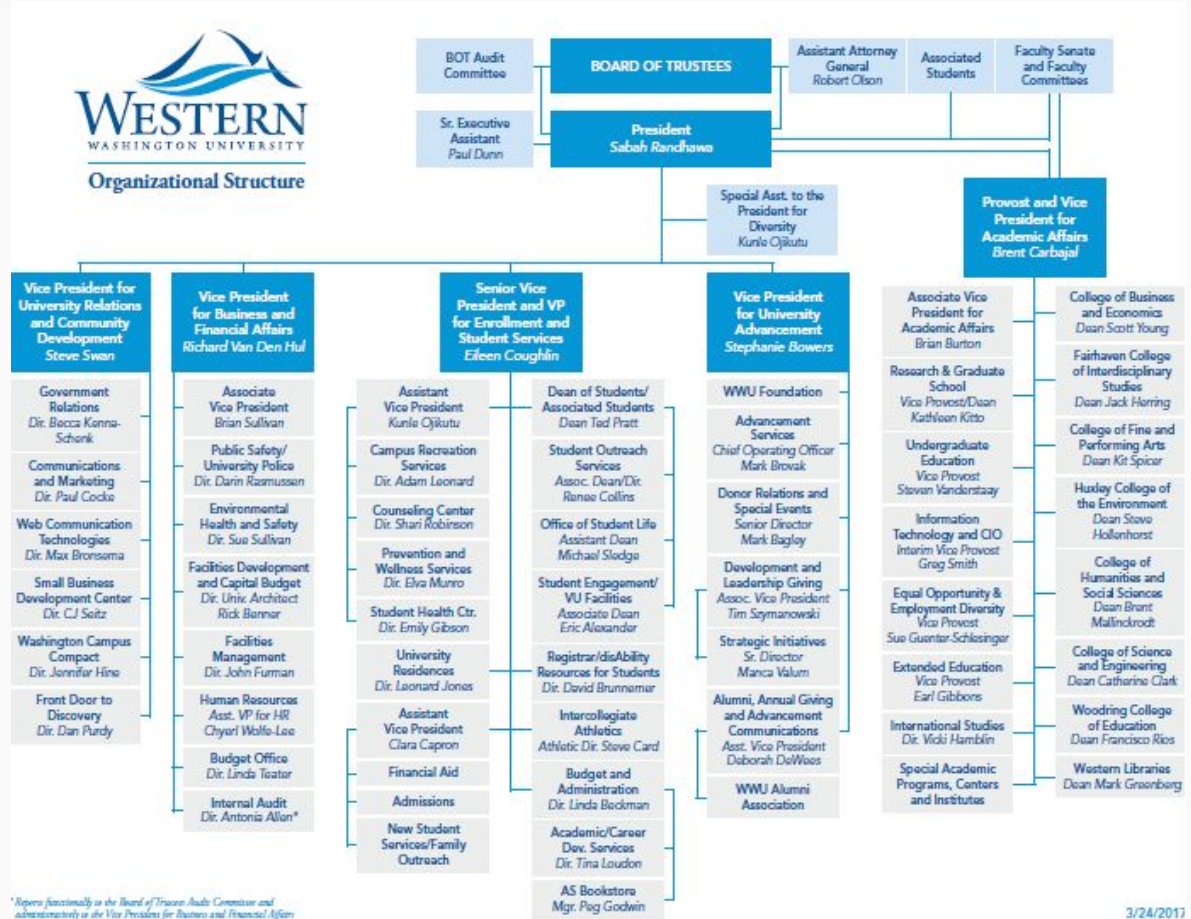 WESTERN
WASHINGTON UNIVERSITY
Organizational Structure
BOT Audit
Committee
BOARD OF TRUSTEES
Assistant Attorney
General
Robert Olson
Associated
Students
Faculty Senate
and Faculty
Committees
Sr. Executive
Assistant
Paul Dunn
President
Sabah Randhawa
Special Asst. to the
President for
Diversity
Kunle Ojikutu
Provost and Vice
President for
Academic Affairs
Brent Carbajal
Vice President for
University Relations
and Community
Development
Steve Swan
Government
Relations
Dir. Becca Kenna-
Schenk
Communications
and Marketing
Dir. Paul Cocke
Web Communication
Technologies
Dir. Max Bronsema
Small Business
Development Center
Dir. CJ Seitz
Washington Campus
Compact
Dir. Jennifer Hine
Front Door to
Discovery
Dir. Dan Purdy
Vice President
for Business and
Financial Affairs
Richard Van Den Hul
Associate
Vice President
Brian Sullivan
Public Safety/
University Police
Dir. Darin Rasmussen
Environmental
Health and Safety
Dir. Sue Sullivan
Facilities Development
and Capital Budget
Dir. Univ. Architect
Rick Benner
Facilities
Management
Dir. John Furman
Human Resources
Asst. VP for HR
Chyerl Wolfe-Lee
Budget Office
Dir. Linda Teater
Internal Audit
Dir. Antonia Allen*
Senior Vice
President and VP
for Enrollment and
Student Services
Eileen Coughlin
Assistant
Vice President
Kunle Ojikutu
Campus Recreation
Services
Dir. Adam Leonard
Counseling Center
Dir. Shari Robinson
Prevention and
Wellness Services
Dir. Elva Munro
Student Health Ctr.
Dir. Emily Gibson
University
Residences
Dir. Leonard Jones
Assistant
Vice President
Clara Capron
Financial Aid
Admissions
New Student
Services/Family
Outreach
Dean of Students/
Associated Students
Dean Ted Pratt
Student Outreach
Services
Assoc. Dean/Dir.
Renee Collins
Office of Student Life
Assistant Dean
Michael Sledge
Student Engagement/
VU Facilities
Associate Dean
Eric Alexander
Registrar/disAbility
Resources for Students
Dir. David Brunnemer
Intercollegiate
Athletics
Athletic Dir. Steve Card
Budget and
Administration
Dir. Linda Beckman
Academic/Career
Dev. Services
Dir. Tina Loudon
AS Bookstore
Mgr. Peg Godwin
Vice President
for University
Advancement
Stephanie Bowers
WWU Foundation
Advancement
Services
Chief Operating Officer
Mark Brovak
Donor Relations and
Special Events
Senior Director
Mark Bagley
Development and
Leadership Giving
Assoc. Vice President
Tim Szymanowski
Strategic Initiatives
Sr. Director
Manca Valum
Alumni, Annual Giving
and Advancement
Communications
Asst. Vice President
Deborah DeWees
WWU Alumni
Association
Associate Vice
President for
Academic Affairs
Brian Burton
Research & Graduate
School
Vice Provost/Dean
Kathleen Kitto
Undergraduate
Education
Vice Provost
Steven Vanderstaay
Information
Technology and CIO
Interim Vice Provost
Greg Smith
Equal Opportunity &
Employment Diversity
Vice Provost
Sue Guenter-Schlesinger
Extended Education
Vice Provost
Earl Gibbons
International Studies
Dir. Vicki Hamblin
Special Academic
Programs, Centers
and Institutes
College of Business
and Economics
Dean Scott Young
Fairhaven College
of Interdisciplinary
Studies
Dean Jack Herring
College of Fine and
Performing Arts
Dean Kit Spicer
Huxley College of
the Environment
Dean Steve
Hollenhorst
College of
Humanities and
Social Sciences
Dean Brent
Mallinckrodt
College of Science
and Engineering
Dean Catherine Clark
Woodring College
of Education
Dean Francisco Rios
Western Libraries
Dean Mark Greenberg
*Reports functionally to the Board of Trustees Audit Committee and
administratively to the Vice President for Business and Financial Affairs
3/24/2017